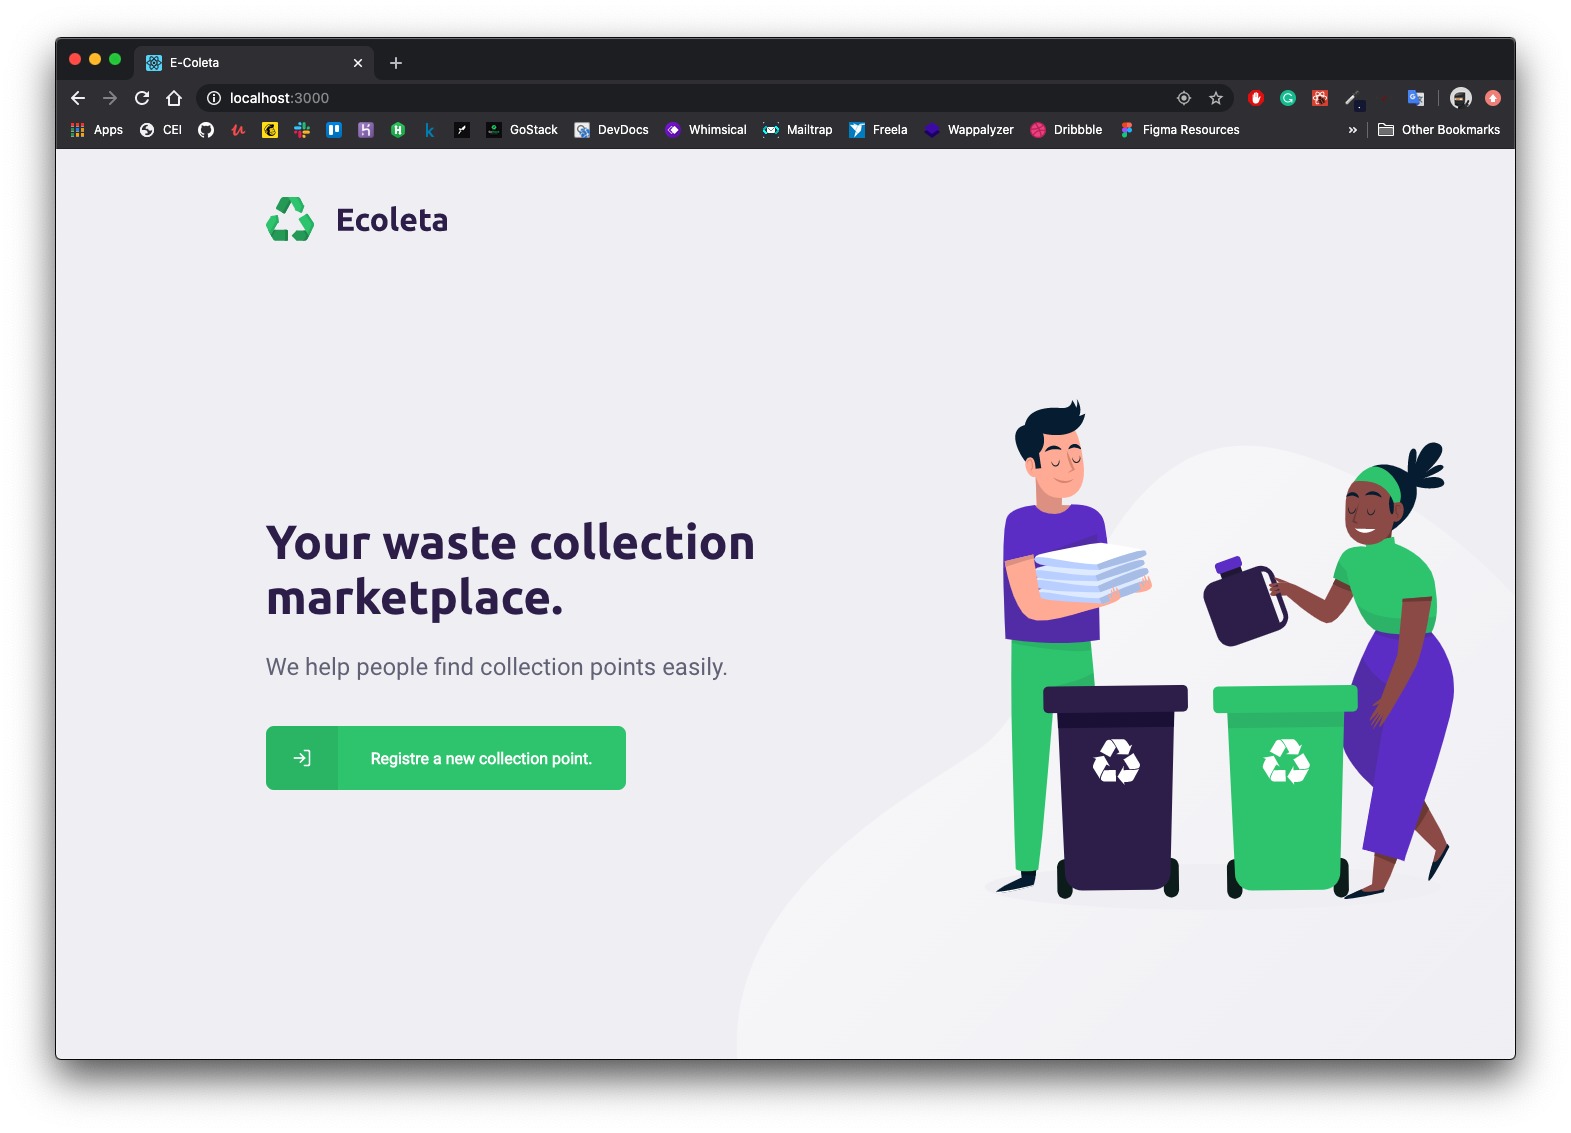 E-Coleta
localhost:3000
Apps CEI GoStack DevDocs Whimsical Mailtrap Freela Wappalyzer Dribbble Figma Resources » Other Bookmarks
Ecoleta
Your waste collection
marketplace.
We help people find collection points easily.
Registre a new collection point.